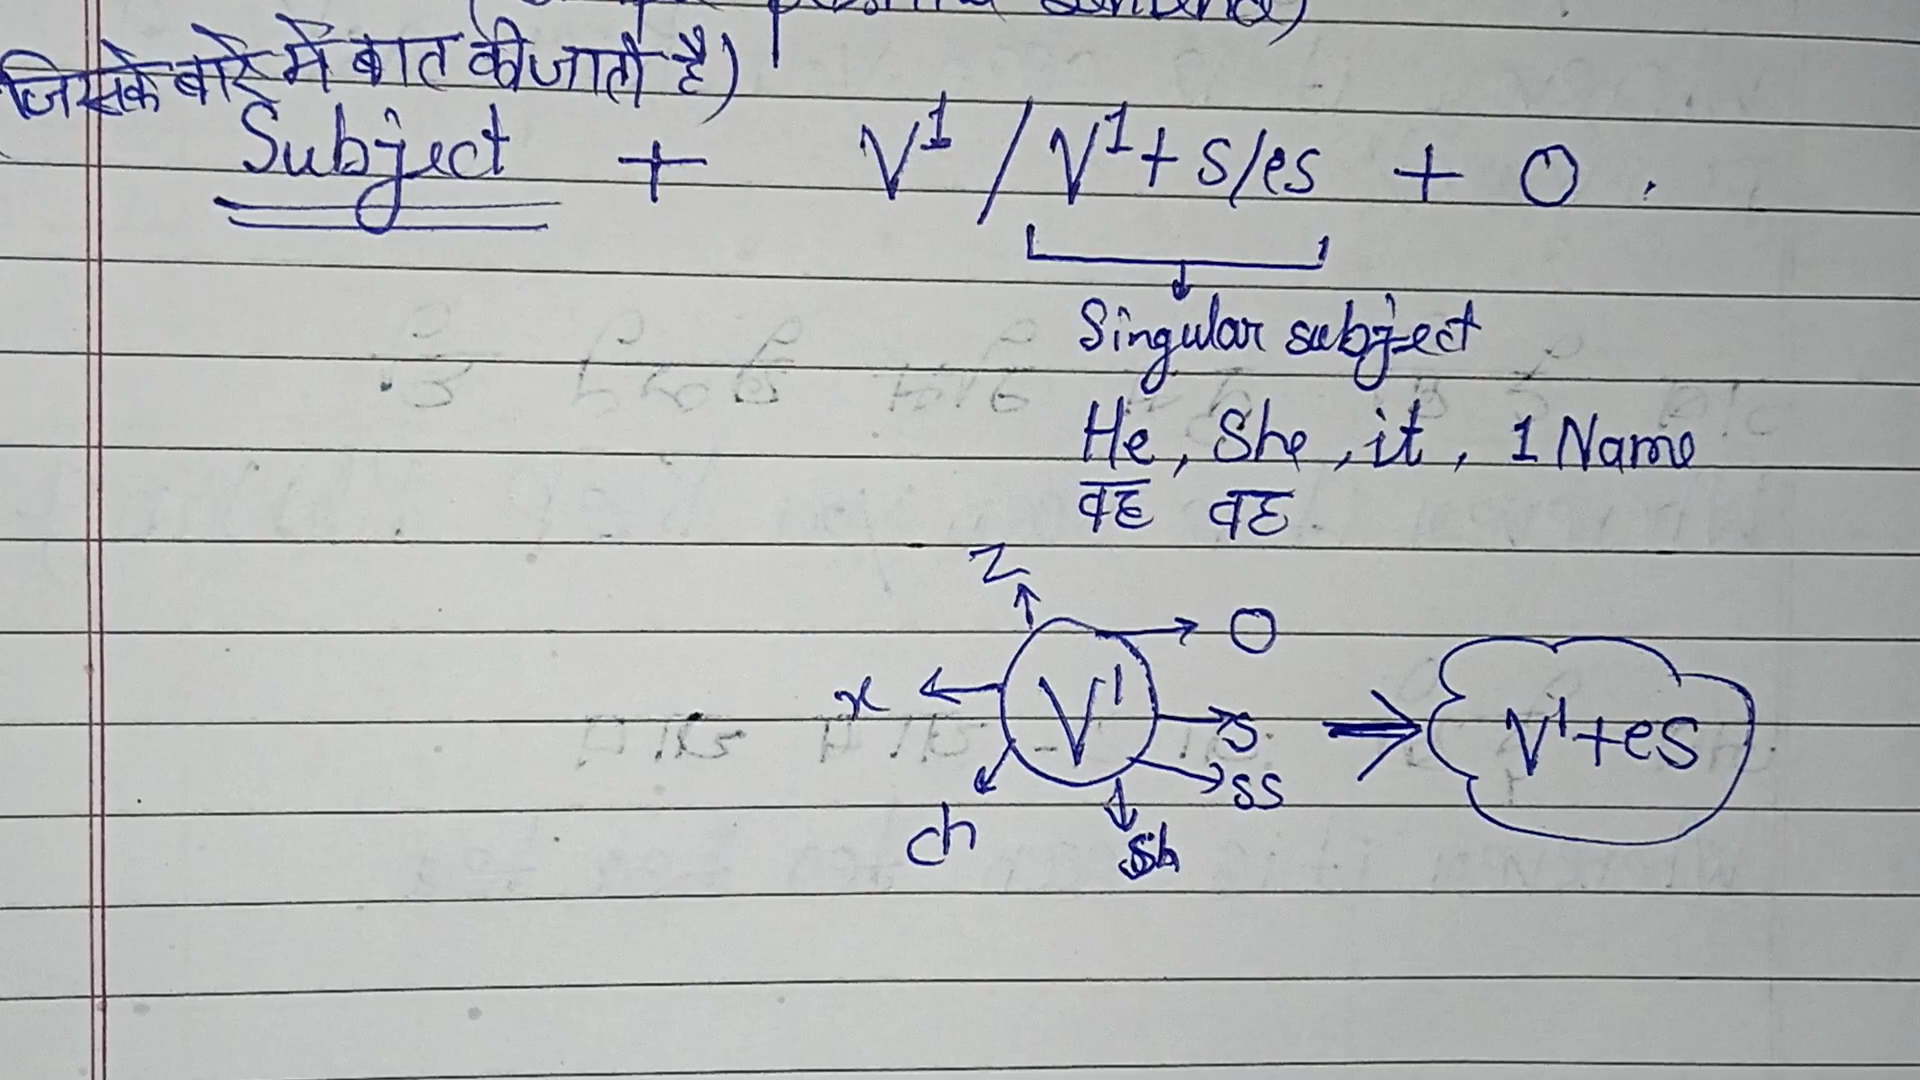 जिसके बारे में बात की जाती है)
Subject + V¹ / V¹ + s/es + O .
Singular subject
He, She, it, 1 Name
वह वह
Z
O
x
V¹
s
V¹+es
ss
ch
sh